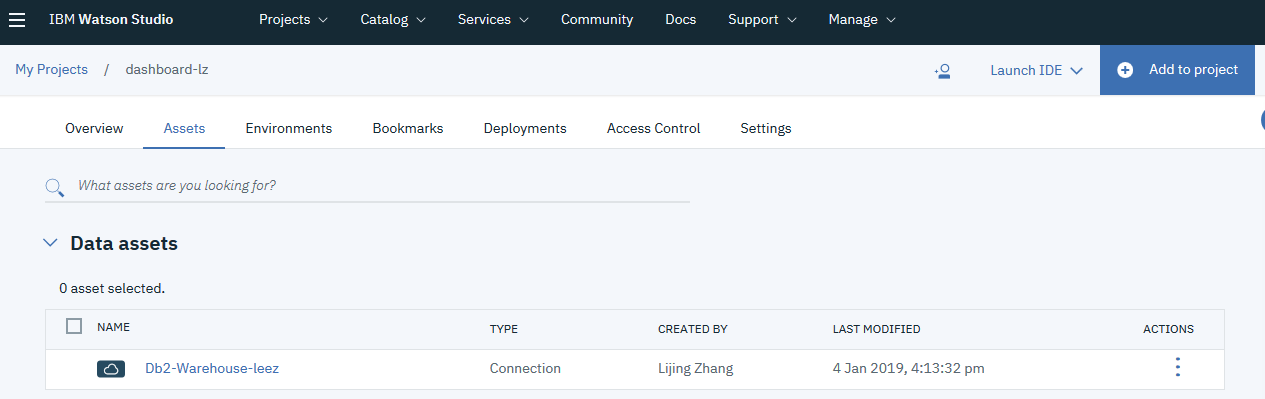 IBM Watson Studio Projects Catalog Services Community Docs Support Manage
My Projects / dashboard-lz Launch IDE Add to project
Overview Assets Environments Bookmarks Deployments Access Control Settings
What assets are you looking for?
Data assets
0 asset selected.
NAME TYPE CREATED BY LAST MODIFIED ACTIONS
Db2-Warehouse-leez Connection Lijing Zhang 4 Jan 2019, 4:13:32 pm